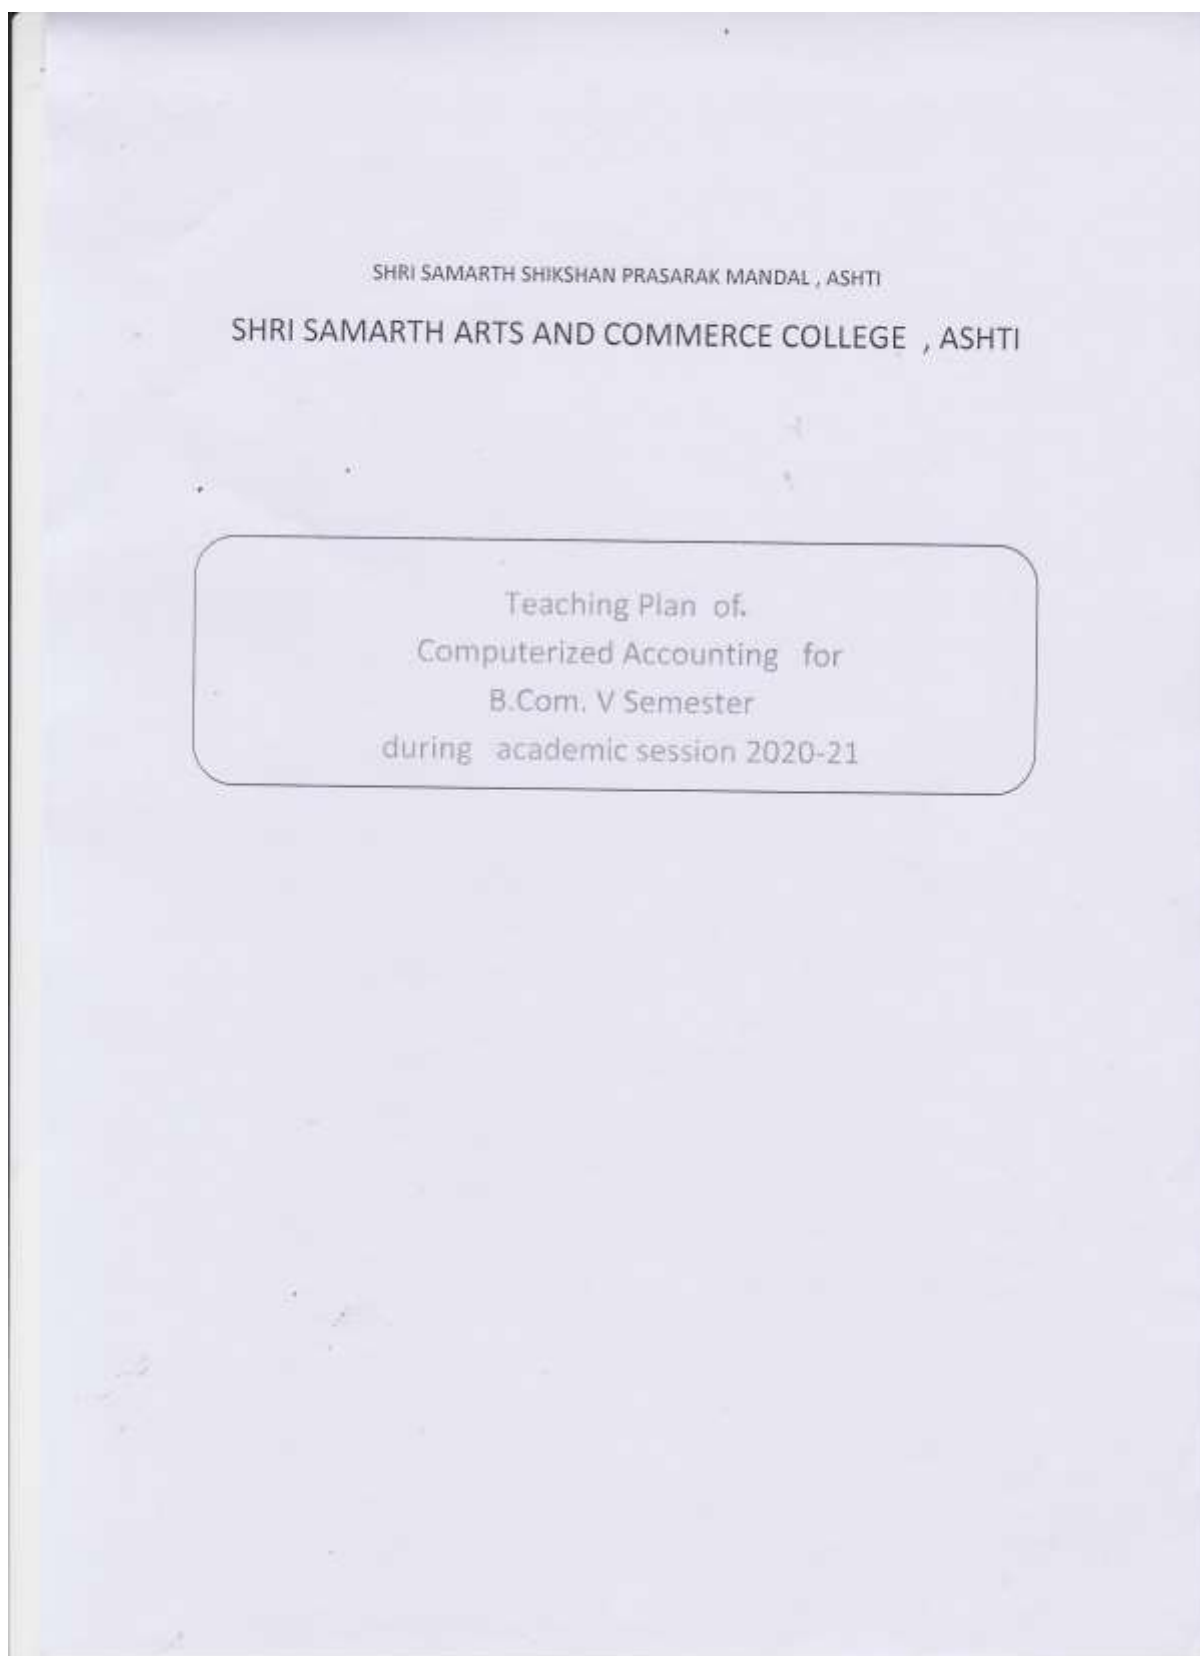 SHRI SAMARTH SHIKSHAN PRASARAK MANDAL , ASHTI
SHRI SAMARTH ARTS AND COMMERCE COLLEGE , ASHTI
Teaching Plan of.
Computerized Accounting for
B.Com. V Semester
during academic session 2020-21